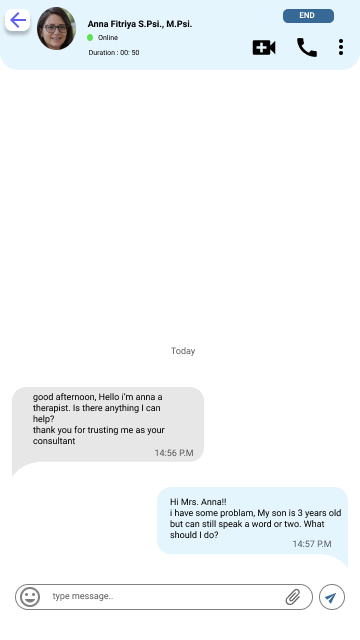 Anna Fitriya S.Psi., M.Psi.
END
Online
Duration : 00: 50
Today
good afternoon, Hello i'm anna a
therapist. Is there anything I can
help?
thank you for trusting me as your
consultant
14:56 P.M
Hi Mrs. Anna!!
i have some problam, My son is 3 years old
but can still speak a word or two. What
should I do?
14:57 P.M
type message..